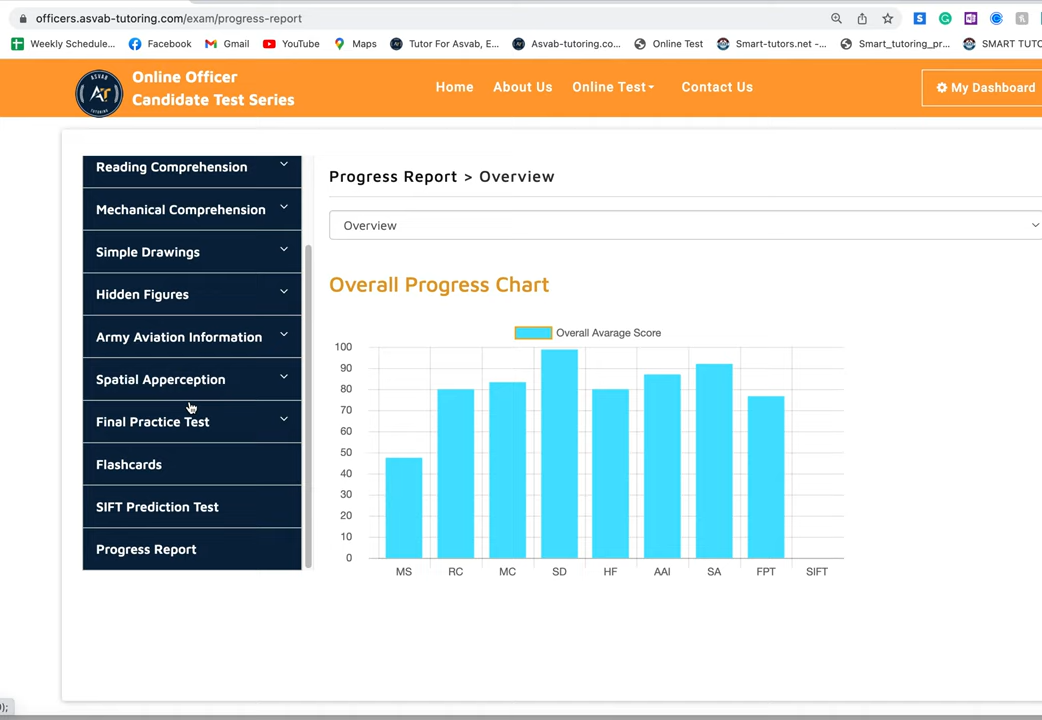 officers.asvab-tutoring.com/exam/progress-report
Weekly Schedule...
Facebook
Gmail
YouTube
Maps
Tutor For Asvab, E...
Asvab-tutoring.co...
Online Test
Smart-tutors.net -...
Smart_tutoring_pr...
SMART TUTO
ASVAB
AT
TUTORING
Online Officer
Candidate Test Series
Home
About Us
Online Test
Contact Us
My Dashboard
Reading Comprehension
Mechanical Comprehension
Simple Drawings
Hidden Figures
Army Aviation Information
Spatial Apperception
Final Practice Test
Flashcards
SIFT Prediction Test
Progress Report
Progress Report > Overview
Overview
Overall Progress Chart
Overall Avarage Score
100
90
80
70
60
50
40
30
20
10
0
MS RC MC SD HF AAI SA FPT SIFT
);